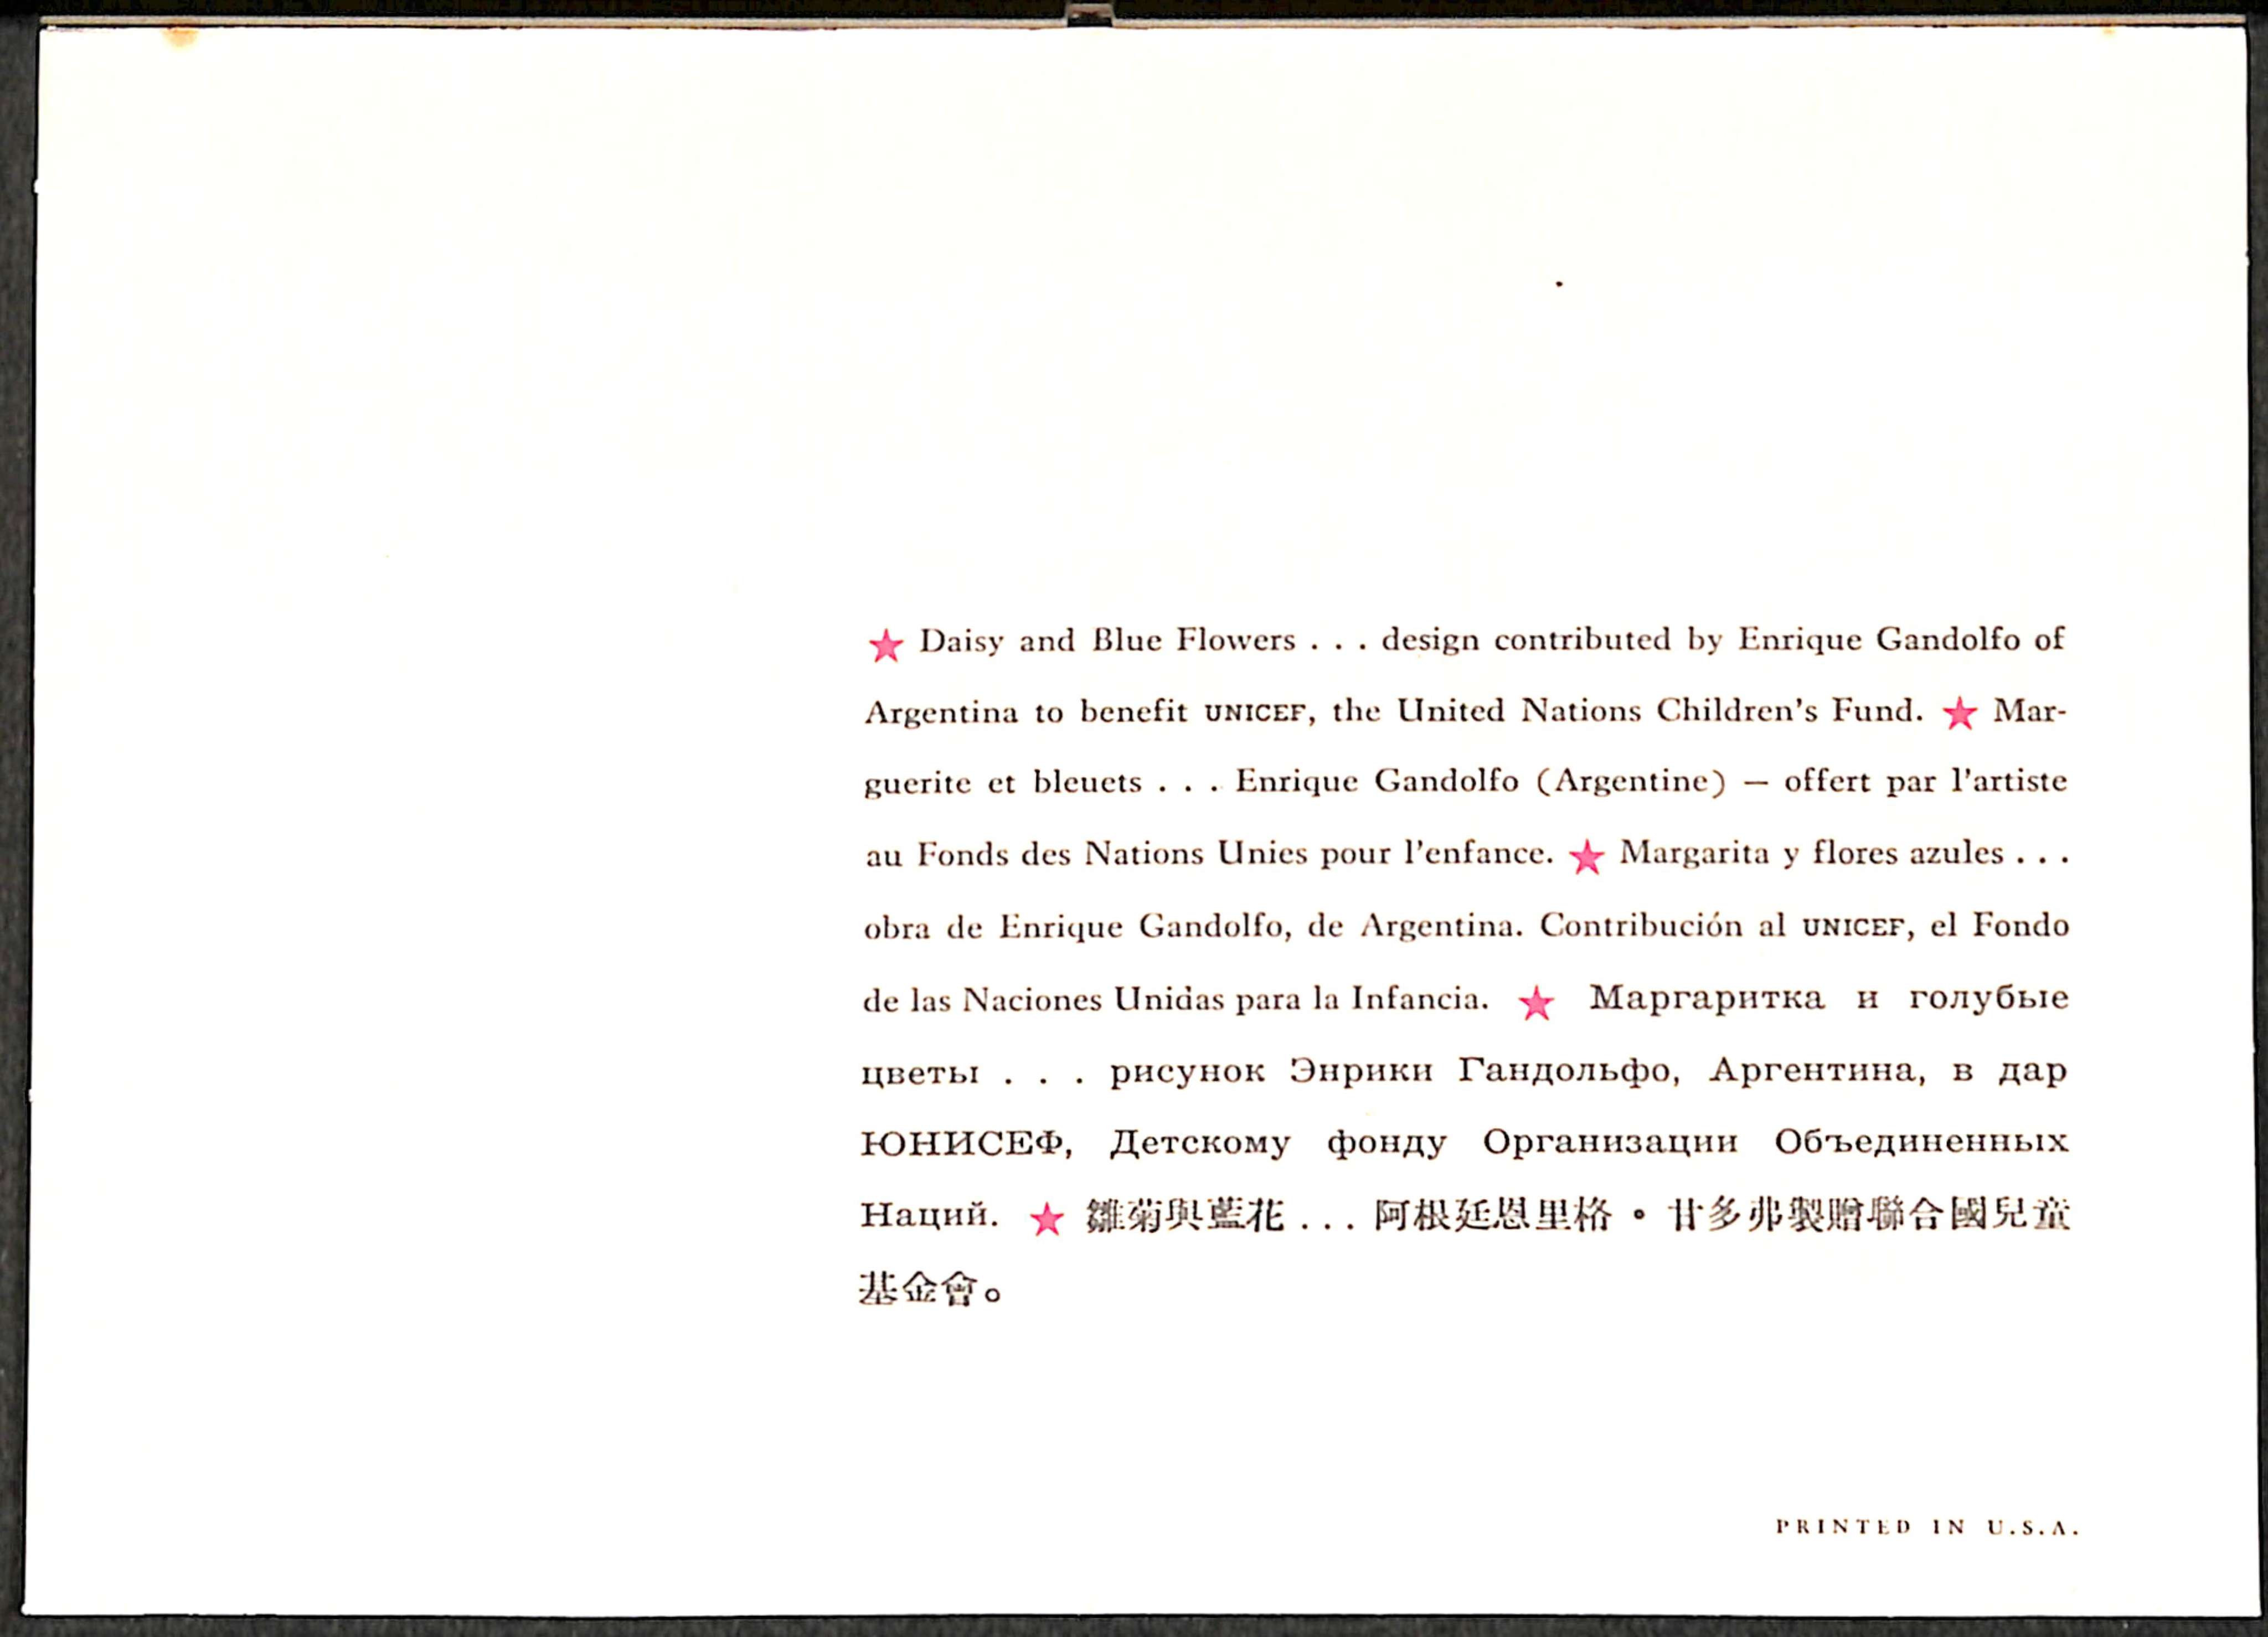 ★ Daisy and Blue Flowers . . . design contributed by Enrique Gandolfo of
Argentina to benefit UNICEF, the United Nations Children's Fund. ★ Mar-
guerite et bleuets . . . Enrique Gandolfo (Argentine) — offert par l'artiste
au Fonds des Nations Unies pour l'enfance. ★ Margarita y flores azules . . .
obra de Enrique Gandolfo, de Argentina. Contribución al UNICEF, el Fondo
de las Naciones Unidas para la Infancia. ★ Маргаритка и голубые
цветы . . . рисунок Энрики Гандольфо, Аргентина, в дар
ЮНИСЕФ, Детскому фонду Организации Объединенных
Наций. ★ 雛菊與藍花 . . . 阿根廷恩里格•甘多弗製贈聯合國兒童
基金會。
PRINTED IN U.S.A.